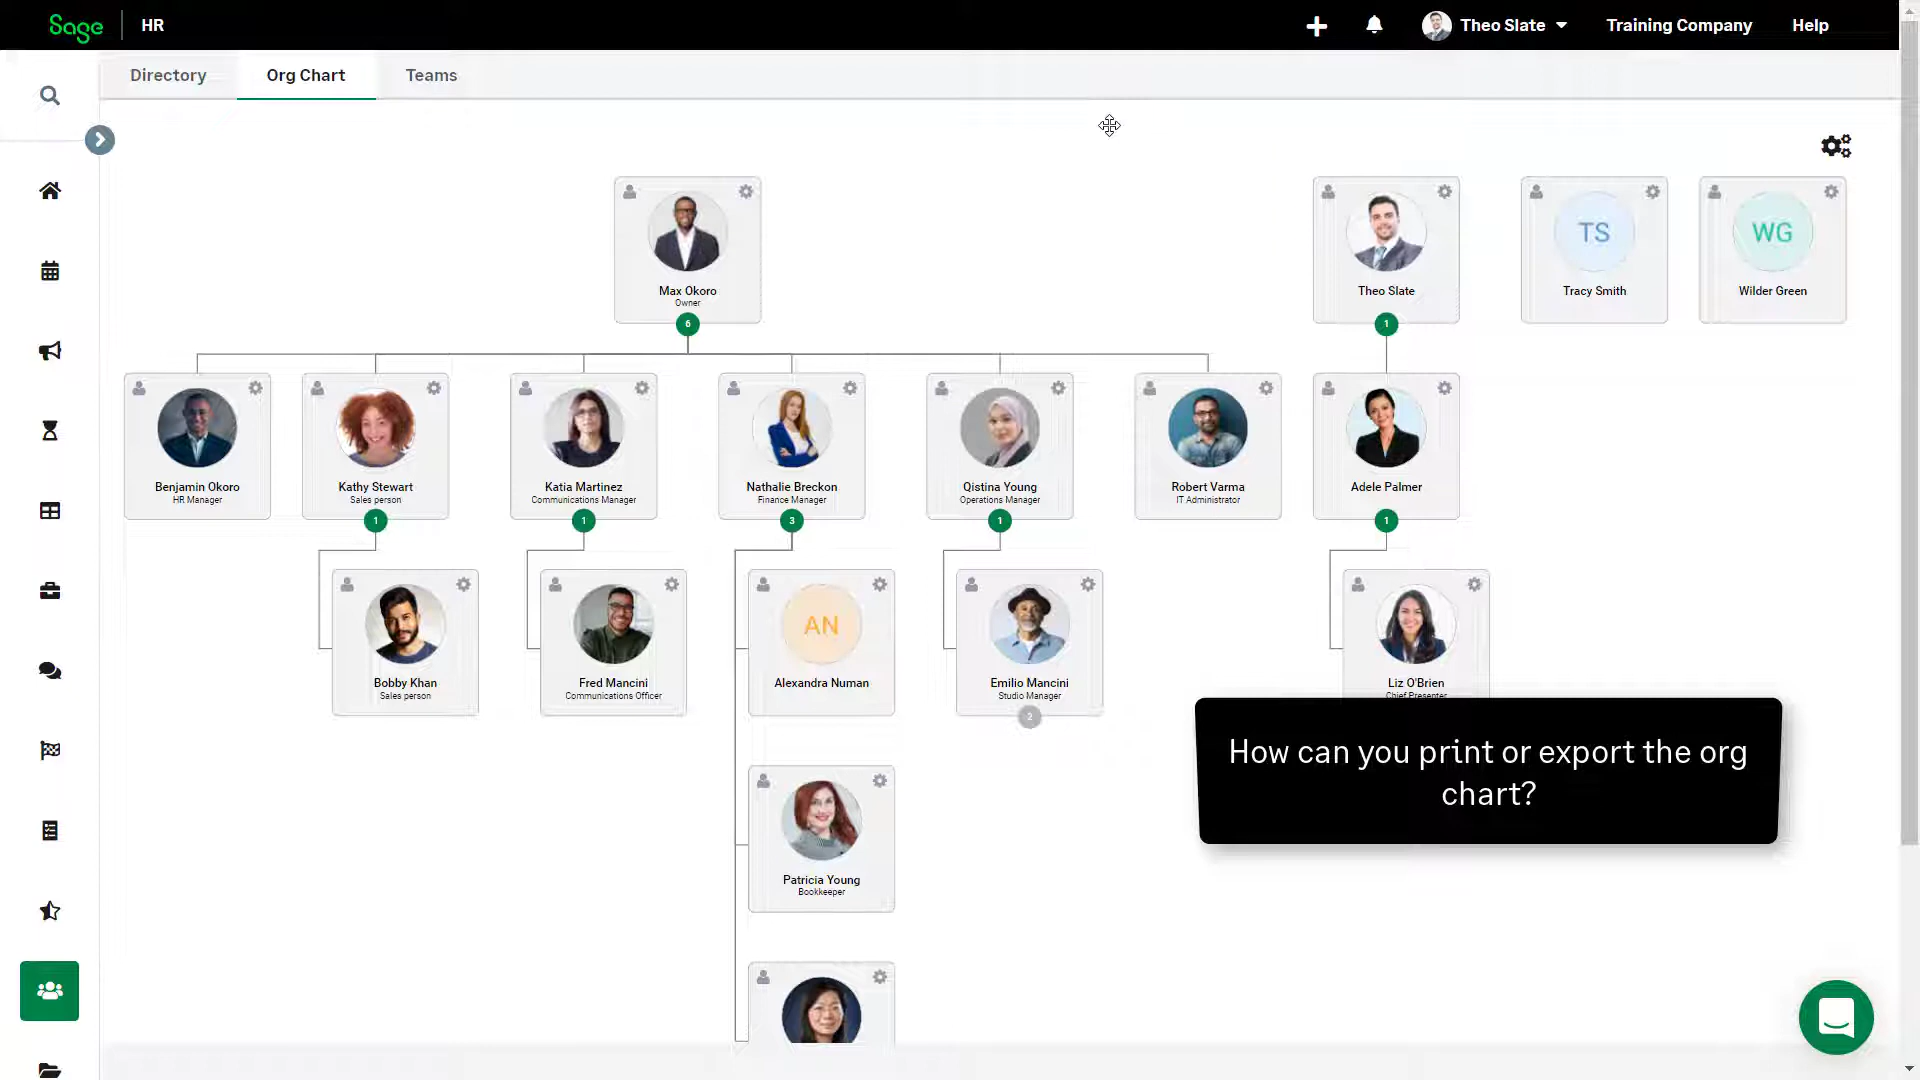 Sage HR Theo Slate Training Company Help
Directory Org Chart Teams
Max Okoro
Owner
6
Theo Slate
1
TS
Tracy Smith
WG
Wilder Green
Benjamin Okoro
HR Manager
Kathy Stewart
Sales person
1
Katia Martinez
Communications Manager
1
Nathalie Breckon
Finance Manager
3
Qistina Young
Operations Manager
1
Robert Varma
IT Administrator
Adele Palmer
1
Bobby Khan
Sales person
Fred Mancini
Communications Officer
AN
Alexandra Numan
Emilio Mancini
Studio Manager
2
Liz O'Brien
Chief Presenter
Patricia Young
Bookkeeper
How can you print or export the org
chart?